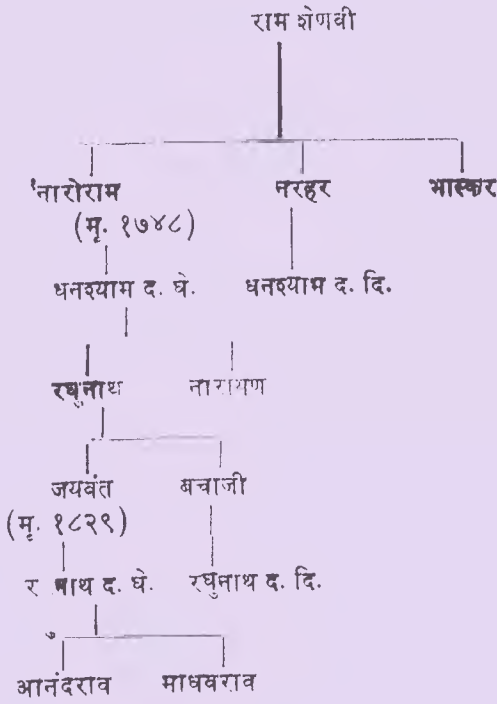 राम शेणवी
नारोराम नरहर भास्कर
(मृ. १७४८)
धनश्याम द. घे. धनश्याम द. दि.
रघुनाथ नारायण
जयवंत बचाजी
(मृ. १८२९)
द. घे. रघुनाथ द. दि.
आनंदराव माधवराव